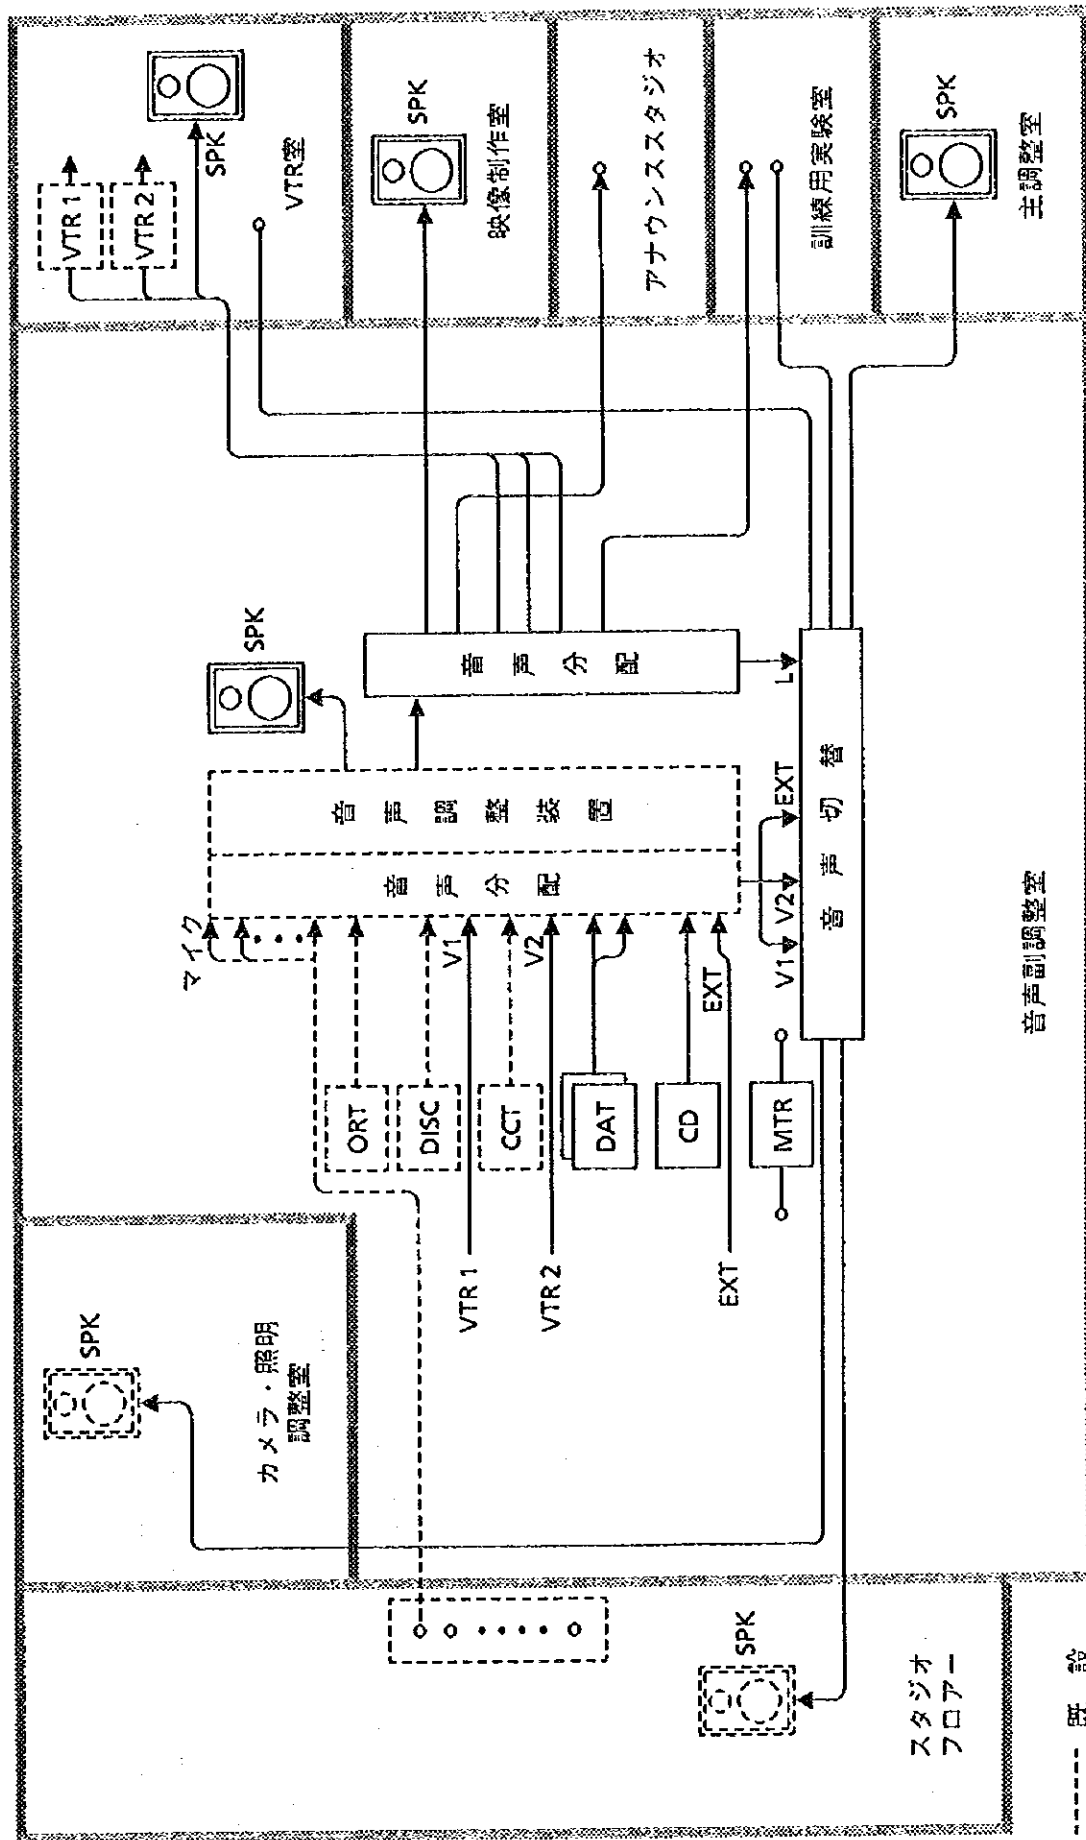 カメラ・照明
調整室
SPK
スタジオ
フロアー
SPK
マイク
ORT
DISC
CCT
DAT
CD
MTR
VTR 1
VTR 2
EXT
V1
V2
EXT
音声分配
音声調整装置
SPK
音声分配
V1
V2
EXT
L
音声切替
音声副調整室
VTR 1
VTR 2
SPK
VTR室
SPK
映像制作室
アナウンススタジオ
訓練用実験室
SPK
主調整室
既設